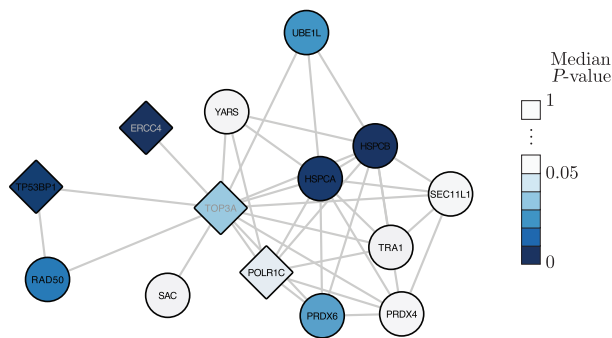 UBE1L
YARS
ERCC4
HSPCB
TP53BP1
HSPCA
SEC11L1
TOP3A
TRA1
POLR1C
RAD50
SAC
PRDX6
PRDX4
Median
P-value
1
⋮
0.05
0